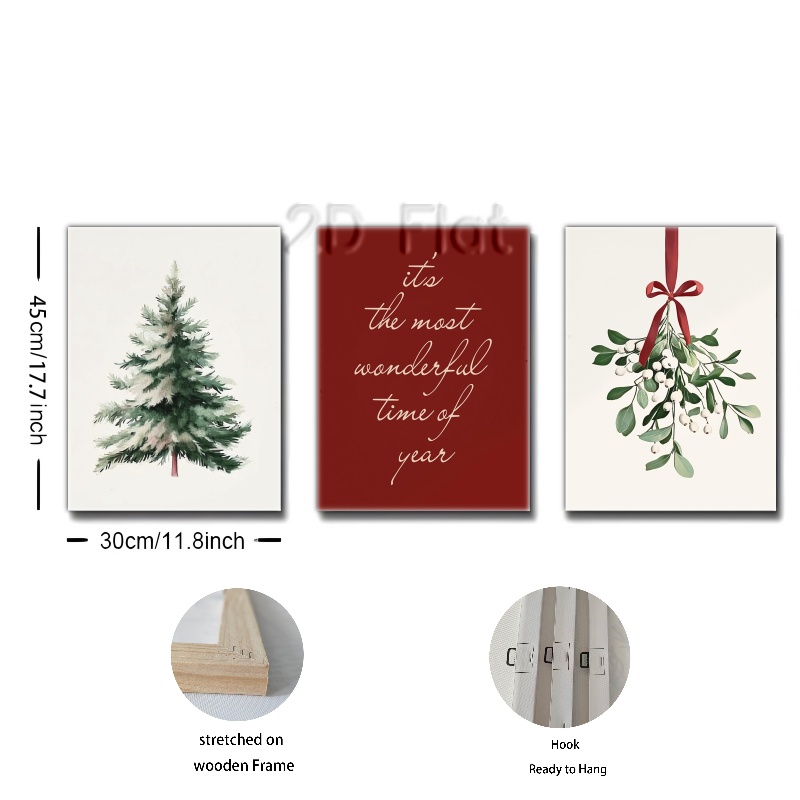 2D Flat
it's
the most
wonderful
time of
year
45cm/17.7inch
30cm/11.8inch
stretched on
wooden Frame
Hook
Ready to Hang